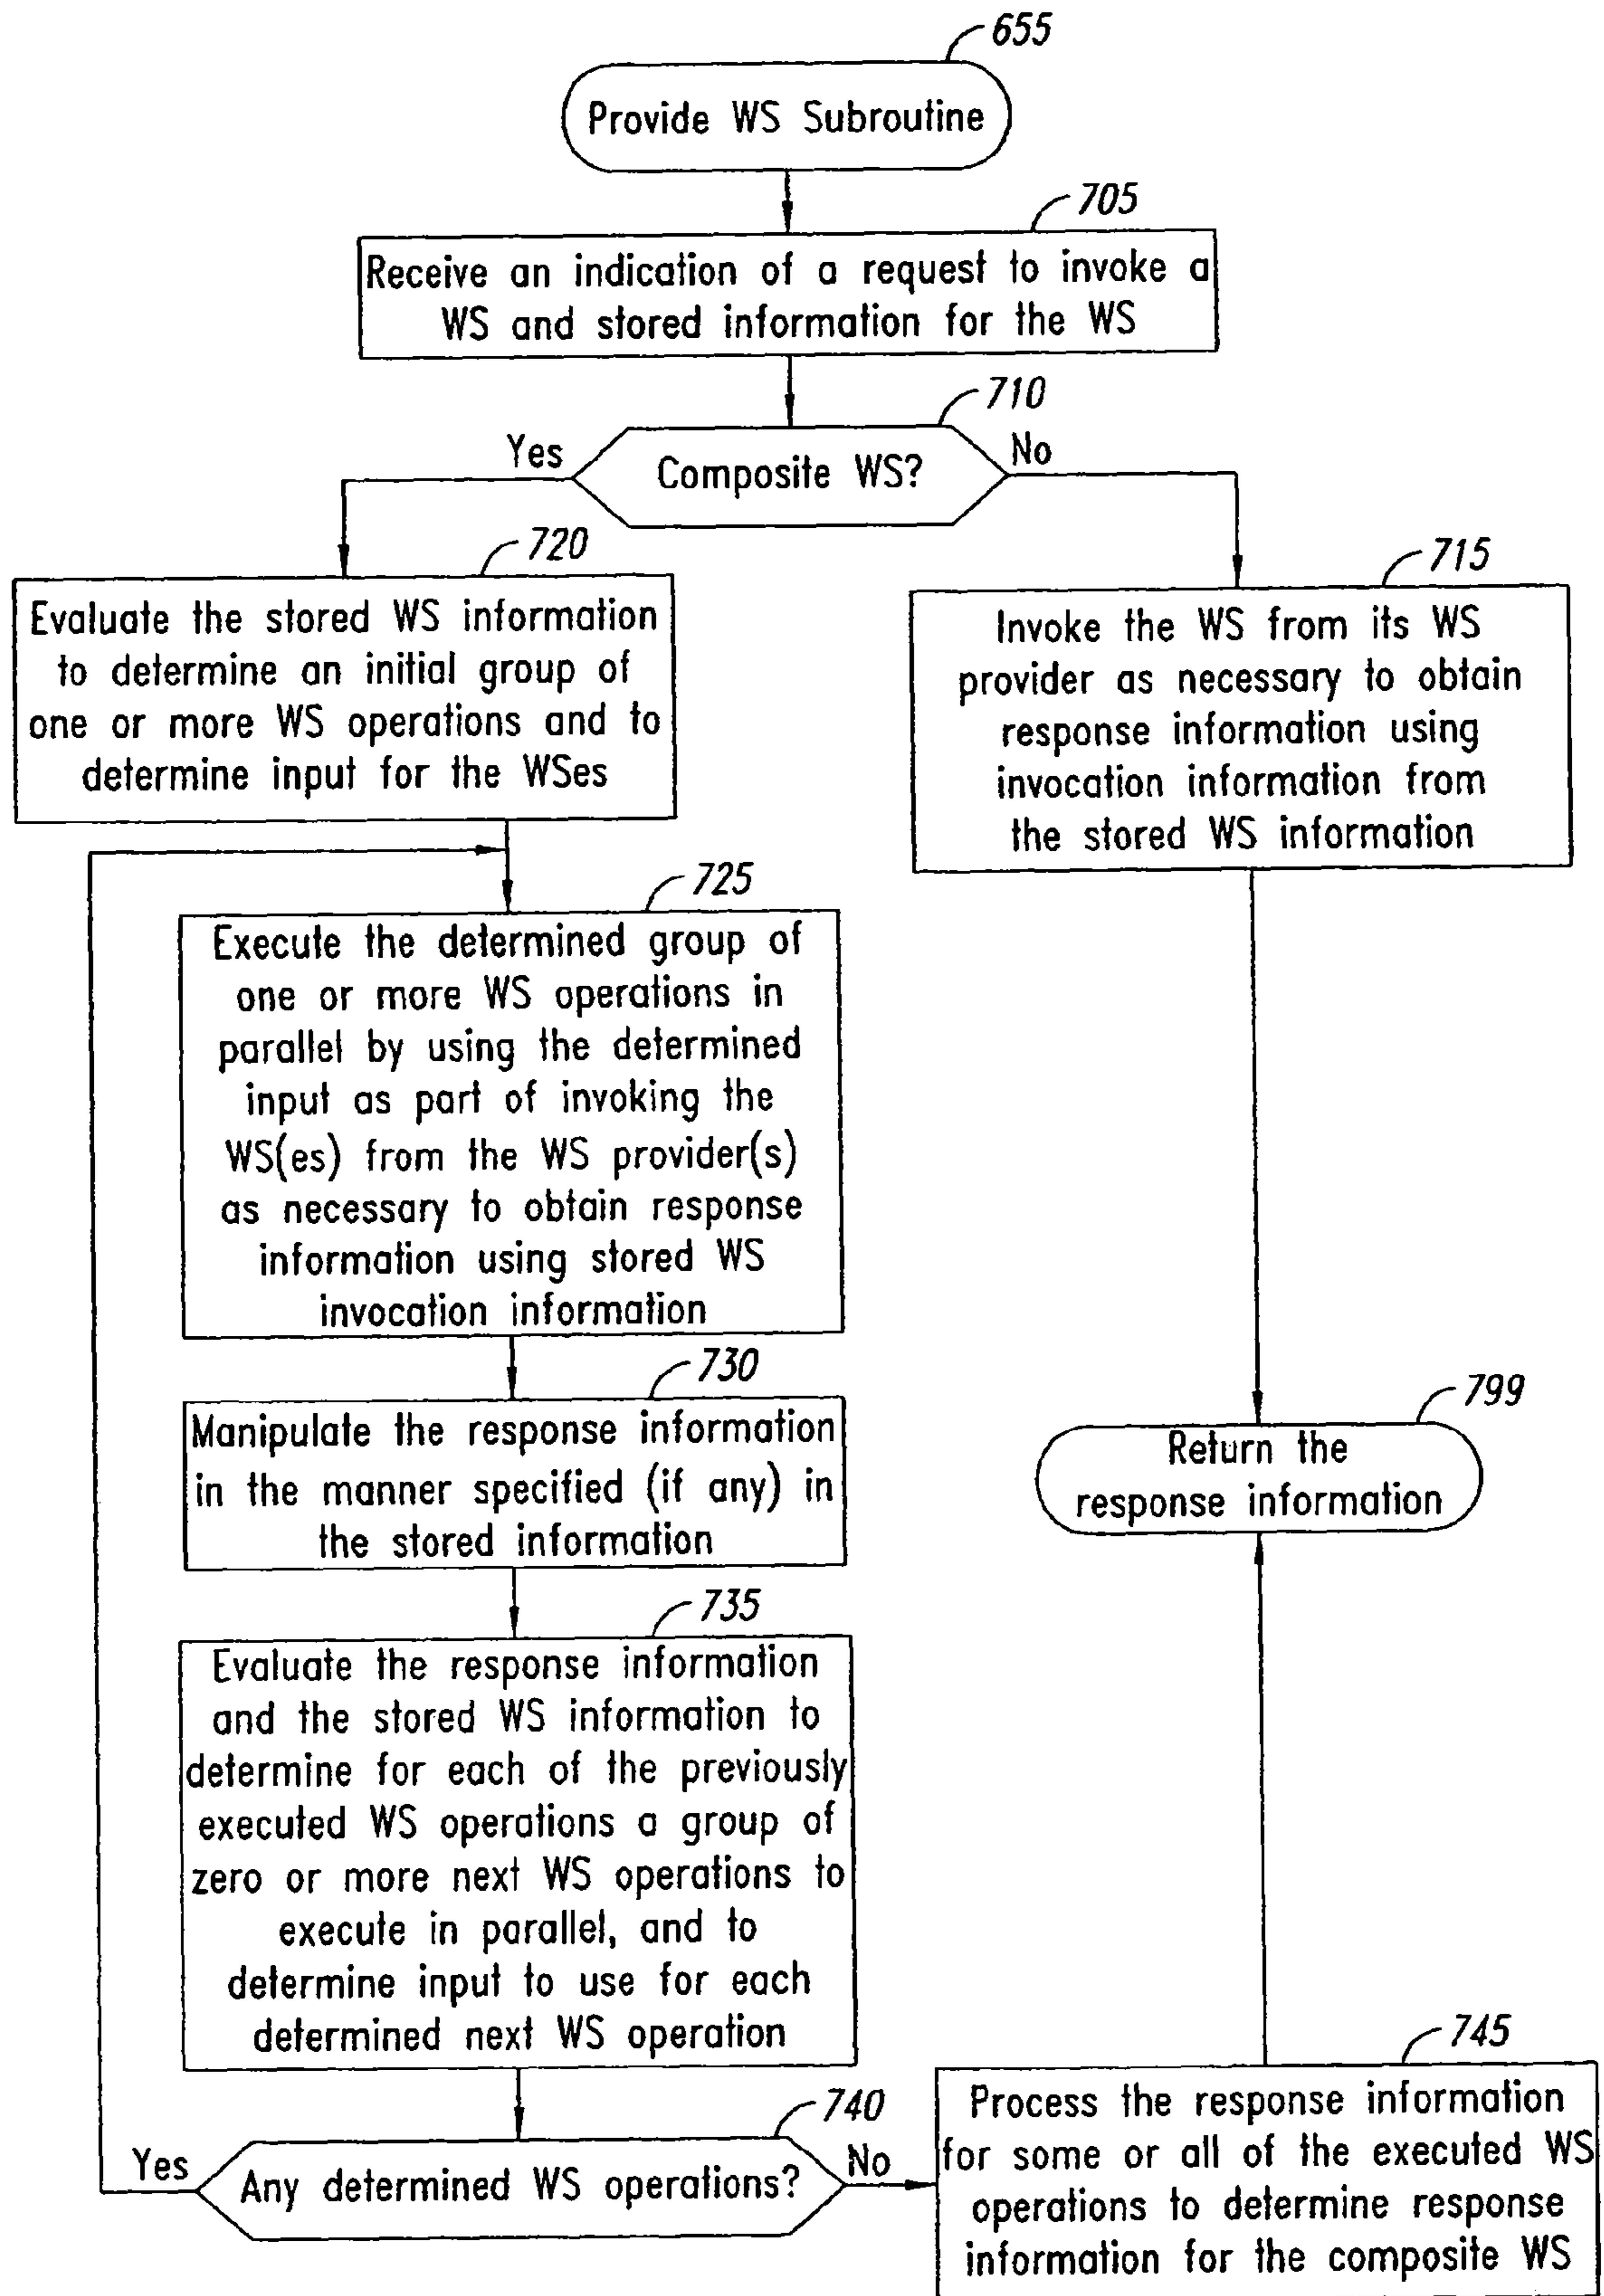 655
Provide WS Subroutine
705
Receive an indication of a request to invoke a
WS and stored information for the WS
710
Yes
Composite WS?
No
720
Evaluate the stored WS information
to determine an initial group of
one or more WS operations and to
determine input for the WSes
715
Invoke the WS from its WS
provider as necessary to obtain
response information using
invocation information from
the stored WS information
725
Execute the determined group of
one or more WS operations in
parallel by using the determined
input as part of invoking the
WS(es) from the WS provider(s)
as necessary to obtain response
information using stored WS
invocation information
730
Manipulate the response information
in the manner specified (if any) in
the stored information
799
Return the
response information
735
Evaluate the response information
and the stored WS information to
determine for each of the previously
executed WS operations a group of
zero or more next WS operations to
execute in parallel, and to
determine input to use for each
determined next WS operation
740
Yes
Any determined WS operations?
No
745
Process the response information
for some or all of the executed WS
operations to determine response
information for the composite WS